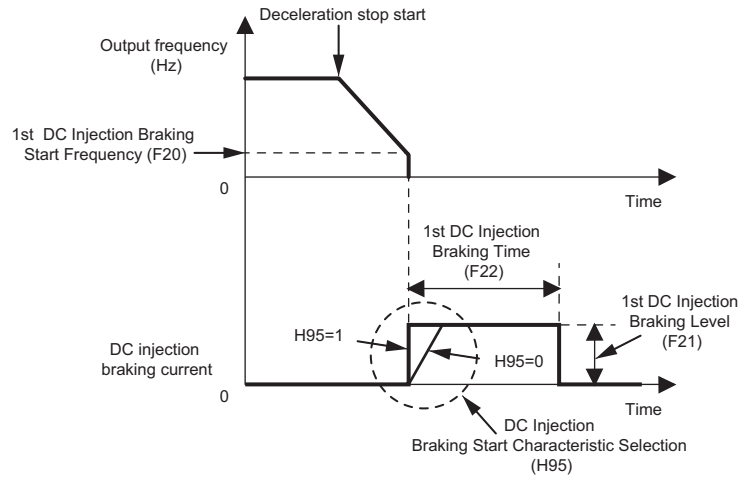 Deceleration stop start
Output frequency
(Hz)
1st DC Injection Braking
Start Frequency (F20)
0
Time
1st DC Injection
Braking Time
(F22)
1st DC Injection
Braking Level
(F21)
H95=1
H95=0
DC injection
braking current
0
Time
DC Injection
Braking Start Characteristic Selection
(H95)